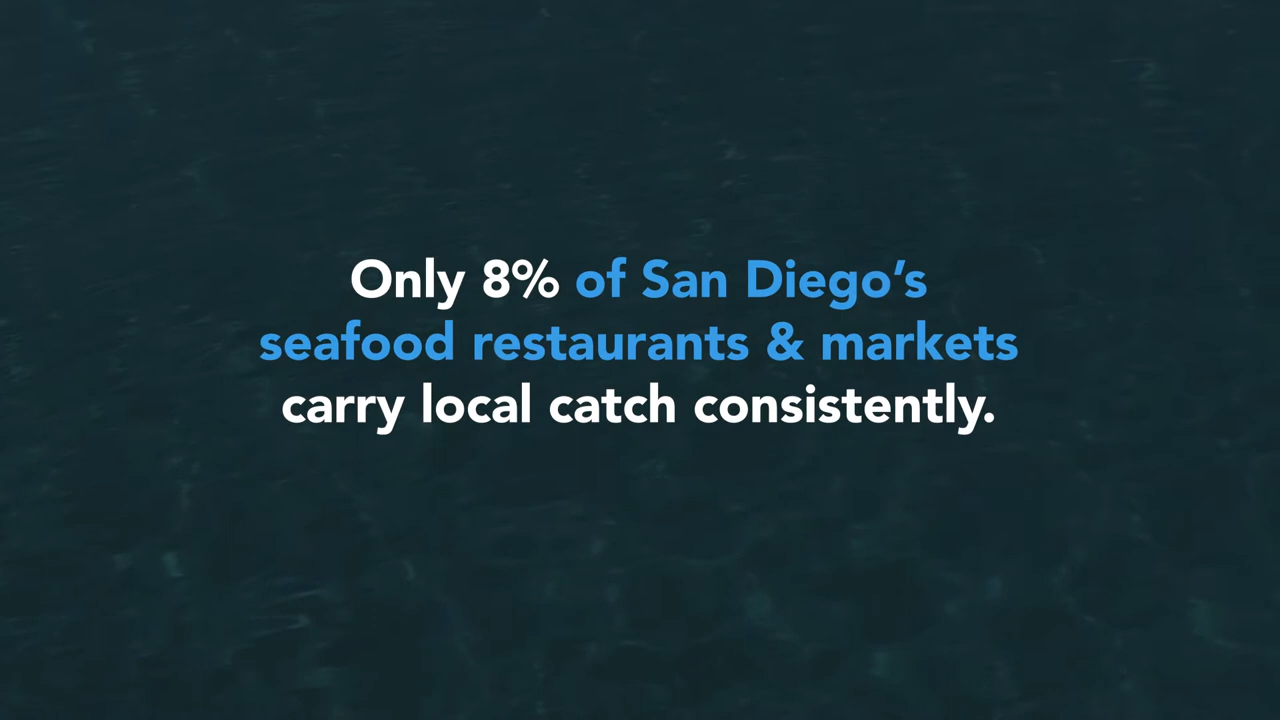 Only 8% of San Diego’s
seafood restaurants & markets
carry local catch consistently.